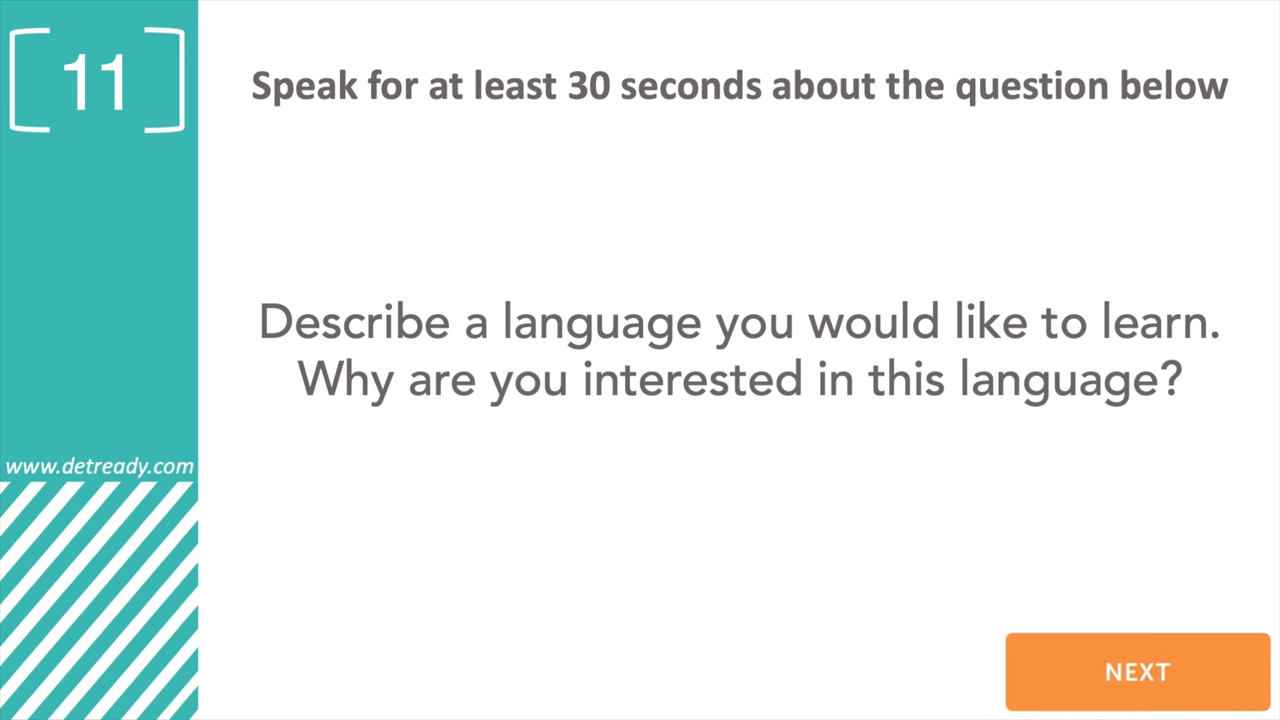 11
Speak for at least 30 seconds about the question below
Describe a language you would like to learn.
Why are you interested in this language?
www.detready.com
NEXT